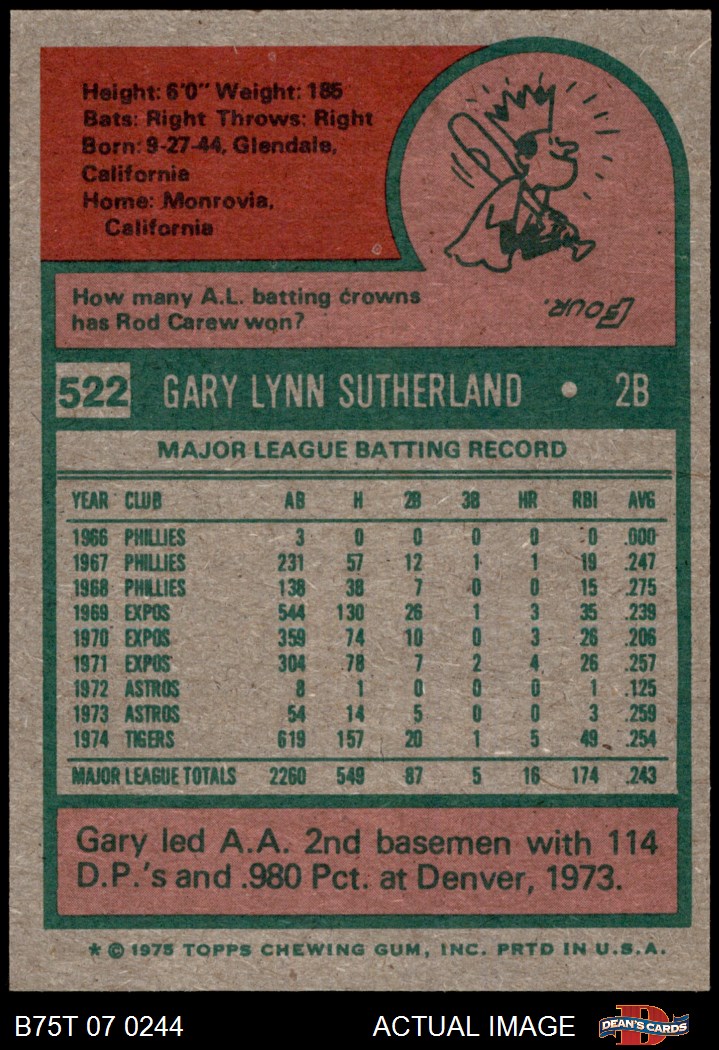 Height: 6'0" Weight: 185
Bats: Right Throws: Right
Born: 9-27-44, Glendale,
California
Home: Monrovia,
California
How many A.L. batting crowns
has Rod Carew won?
FOUR.
522 GARY LYNN SUTHERLAND • 2B
MAJOR LEAGUE BATTING RECORD
YEAR CLUB AB H 2B 3B HR RBI AVG
1966 PHILLIES 3 0 0 0 0 0 .000
1967 PHILLIES 231 57 12 1 1 19 .247
1968 PHILLIES 138 38 7 0 0 15 .275
1969 EXPOS 544 130 26 1 3 35 .239
1970 EXPOS 359 74 10 0 3 26 .206
1971 EXPOS 304 78 7 2 4 26 .257
1972 ASTROS 8 1 0 0 0 1 .125
1973 ASTROS 54 14 5 0 0 3 .259
1974 TIGERS 619 157 20 1 5 49 .254
MAJOR LEAGUE TOTALS 2260 549 87 5 16 174 .243
Gary led A.A. 2nd basemen with 114
D.P.'s and .980 Pct. at Denver, 1973.
* © 1975 TOPPS CHEWING GUM, INC. PRTD IN U.S.A.
B75T 07 0244 ACTUAL IMAGE D DEAN'S CARDS